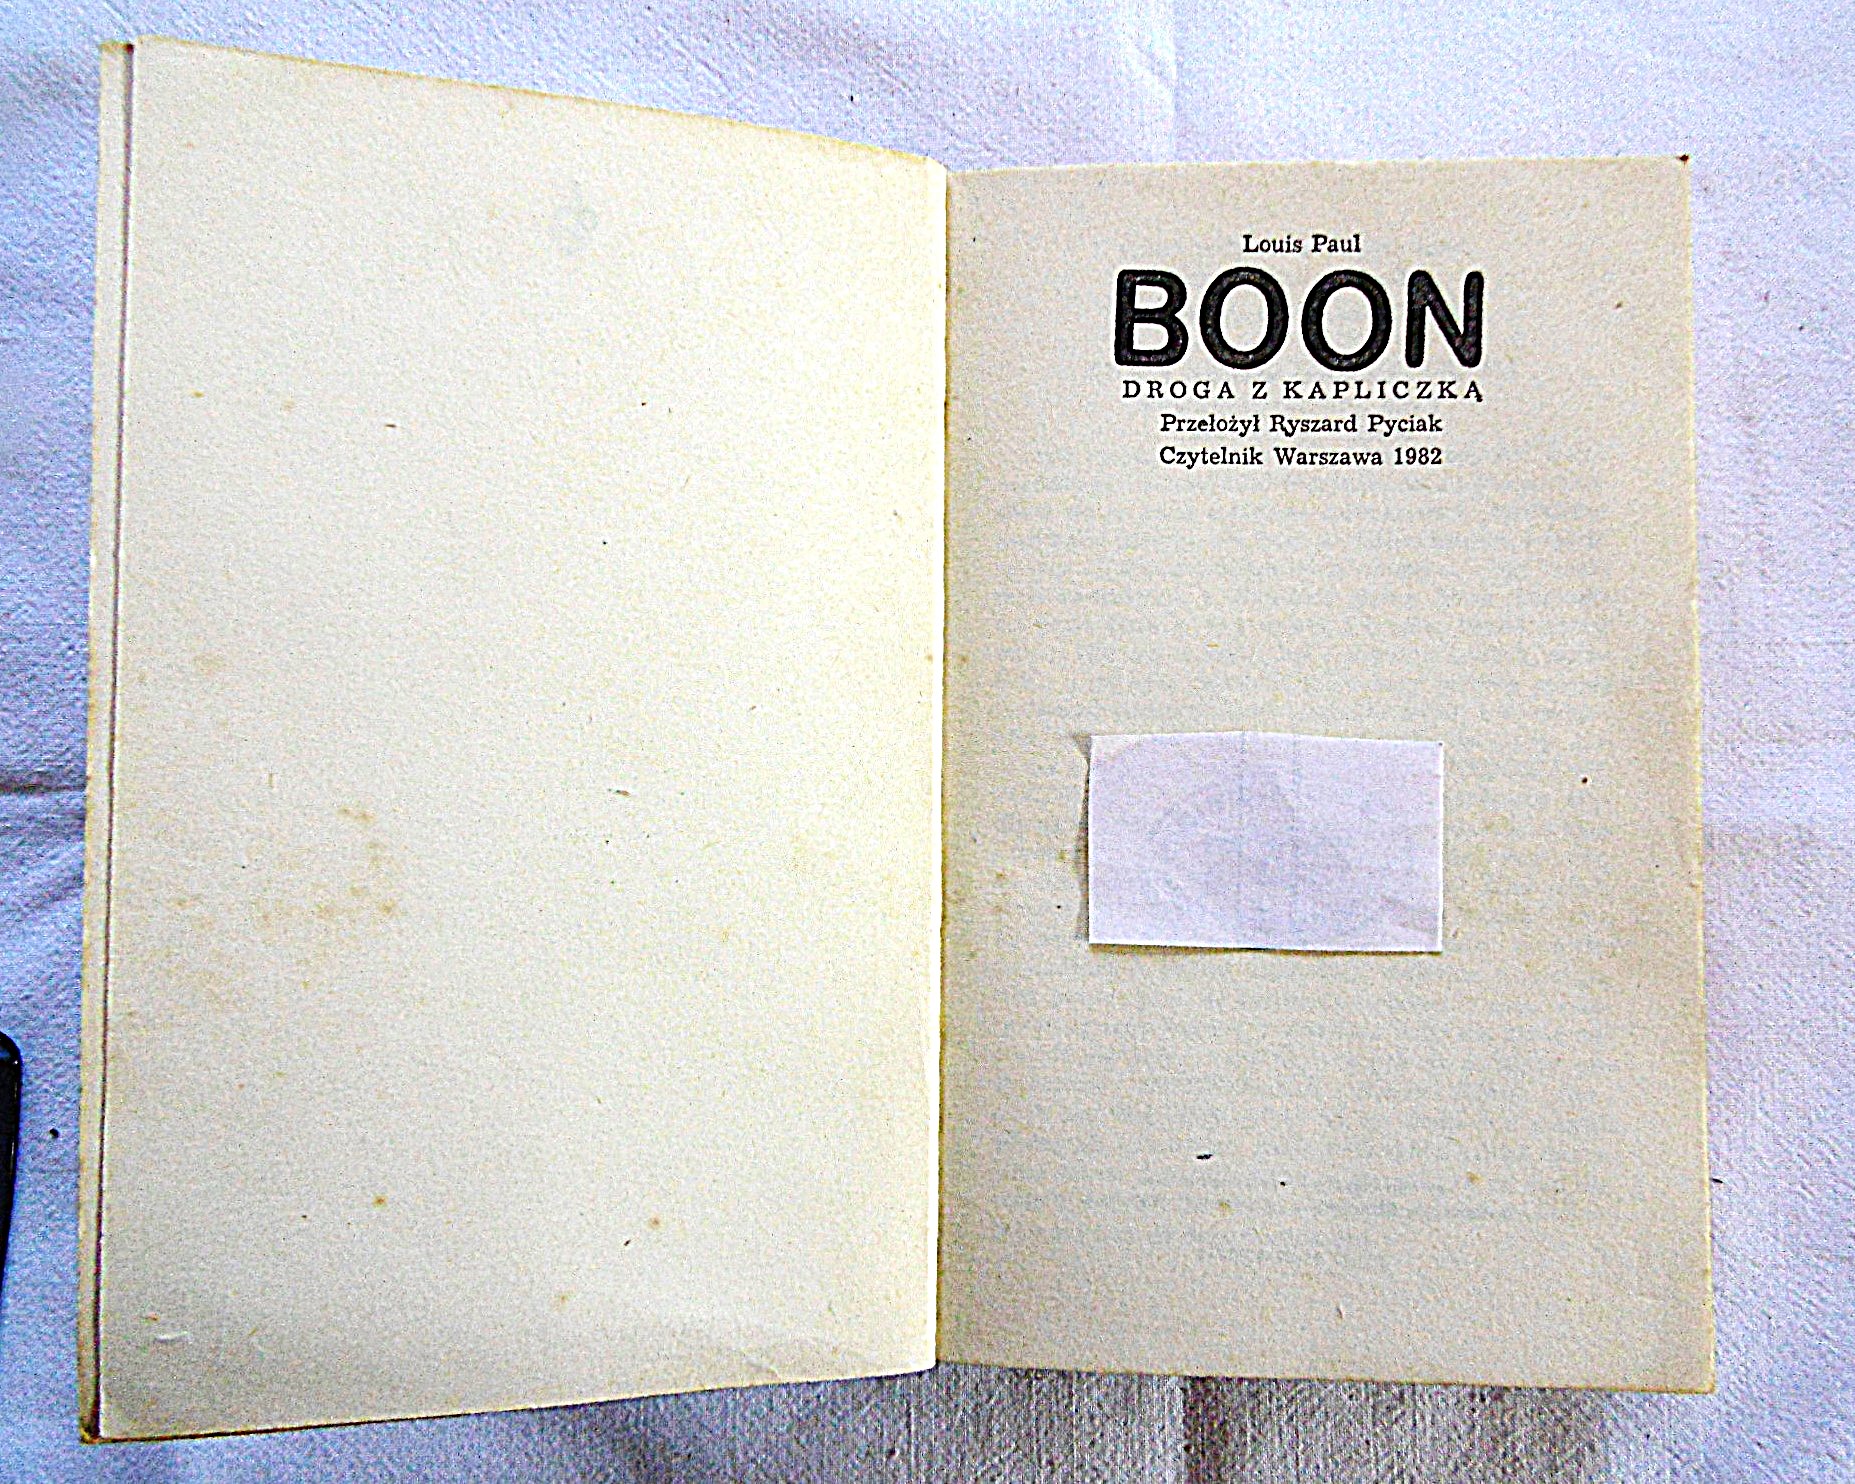 Louis Paul
BOON
DROGA Z KAPLICZKĄ
Przełożył Ryszard Pyciak
Czytelnik Warszawa 1982